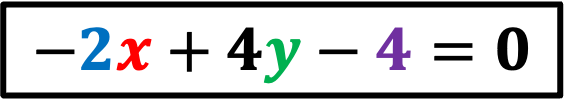 −2x + 4y − 4 = 0